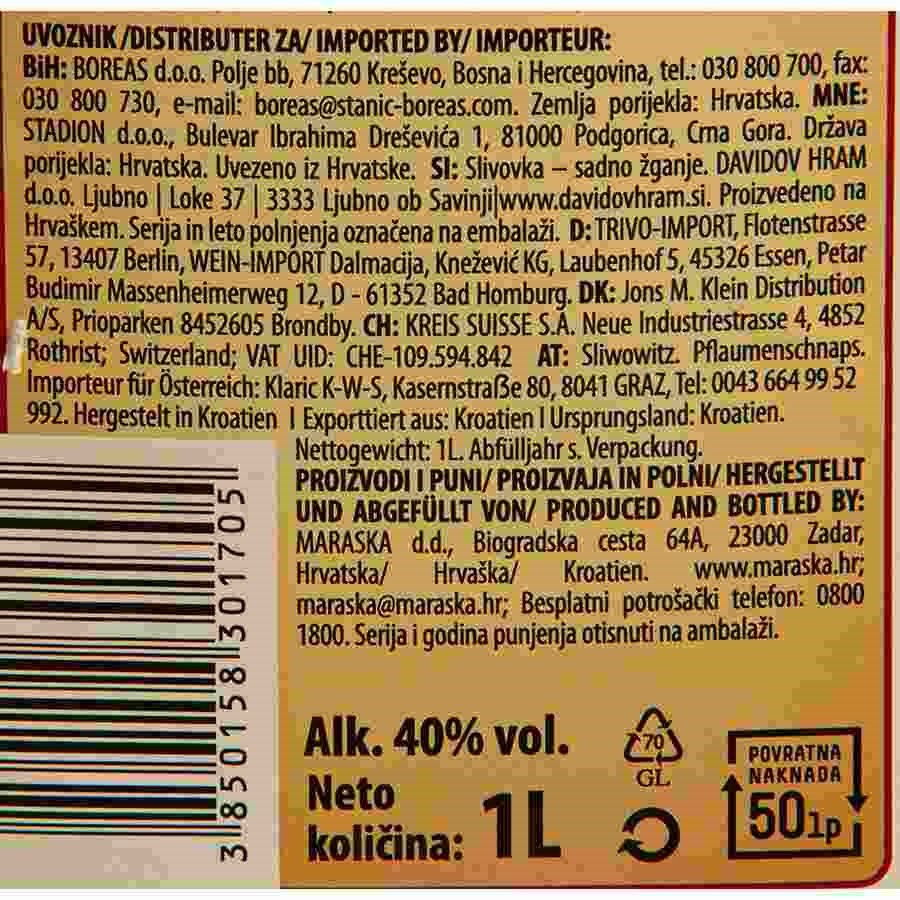 UVOZNIK /DISTRIBUTER ZA/ IMPORTED BY/ IMPORTEUR:
BiH: BOREAS d.o.o. Polje bb, 71260 Kreševo, Bosna i Hercegovina, tel.: 030 800 700, fax:
030 800 730, e-mail: boreas@stanic-boreas.com. Zemlja porijekla: Hrvatska. MNE:
STADION d.o.o., Bulevar Ibrahima Dreševića 1, 81000 Podgorica, Crna Gora. Država
porijekla: Hrvatska. Uvezeno iz Hrvatske. SI: Slivovka – sadno žganje. DAVIDOV HRAM
d.o.o. Ljubno | Loke 37 | 3333 Ljubno ob Savinji|www.davidovhram.si. Proizvedeno na
Hrvaškem. Serija in leto polnjenja označena na embalaži. D: TRIVO-IMPORT, Flotenstrasse
57, 13407 Berlin, WEIN-IMPORT Dalmacija, Knežević KG, Laubenhof 5, 45326 Essen, Petar
Budimir Massenheimerweg 12, D - 61352 Bad Homburg. DK: Jons M. Klein Distribution
A/S, Prioparken 8452605 Brondby. CH: KREIS SUISSE S.A. Neue Industriestrasse 4, 4852
Rothrist; Switzerland; VAT UID: CHE-109.594.842 AT: Sliwowitz. Pflaumenschnaps.
Importeur für Österreich: Klaric K-W-S, Kasernstraße 80, 8041 GRAZ, Tel: 0043 664 99 52
992. Hergestelt in Kroatien | Exporttiert aus: Kroatien | Ursprungsland: Kroatien.
Nettogewicht: 1L. Abfülljahr s. Verpackung.
PROIZVODI I PUNI/ PROIZVAJA IN POLNI/ HERGESTELLT
UND ABGEFÜLLT VON/ PRODUCED AND BOTTLED BY:
MARASKA d.d., Biogradska cesta 64A, 23000 Zadar,
Hrvatska/ Hrvaška/ Kroatien. www.maraska.hr;
maraska@maraska.hr; Besplatni potrošački telefon: 0800
1800. Serija i godina punjenja otisnuti na ambalaži.
3 850158 301705
Alk. 40% vol.
Neto
količina: 1L
70
GL
POVRATNA
NAKNADA
50lp